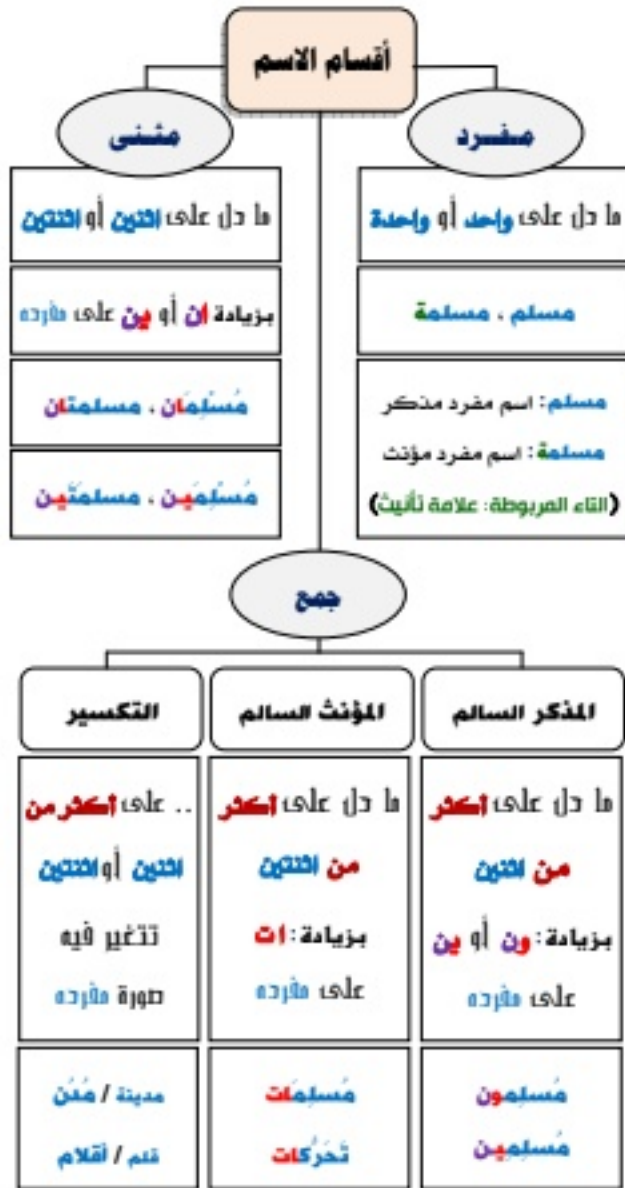 أقسام الاسم
مفرد
ما دل على واحد أو واحدة
مسلم ، مسلمة
مسلم: اسم مفرد مذكر
مسلمة: اسم مفرد مؤنث
(التاء المربوطة: علامة تأنيث)
مثنى
ما دل على اثنين أو اثنتين
بزيادة ان أو ين على مفرده
مُسْلِمَان ، مسلمتان
مُسْلِمَين ، مسلمَتَين
جمع
المذكر السالم
ما دل على أكثر
من اثنين
بزيادة: ون أو ين
على مفرده
مُسلِمون
مُسلِمِين
المؤنث السالم
ما دل على أكثر
من اثنتين
بزيادة: ات
على مفرده
مُسلِمَات
تَحَرُّكات
التكسير
.. على أكثر من
اثنين أو اثنتين
تتغير فيه
صورة مفرده
مدينة / مُدُن
قلم / أقلام